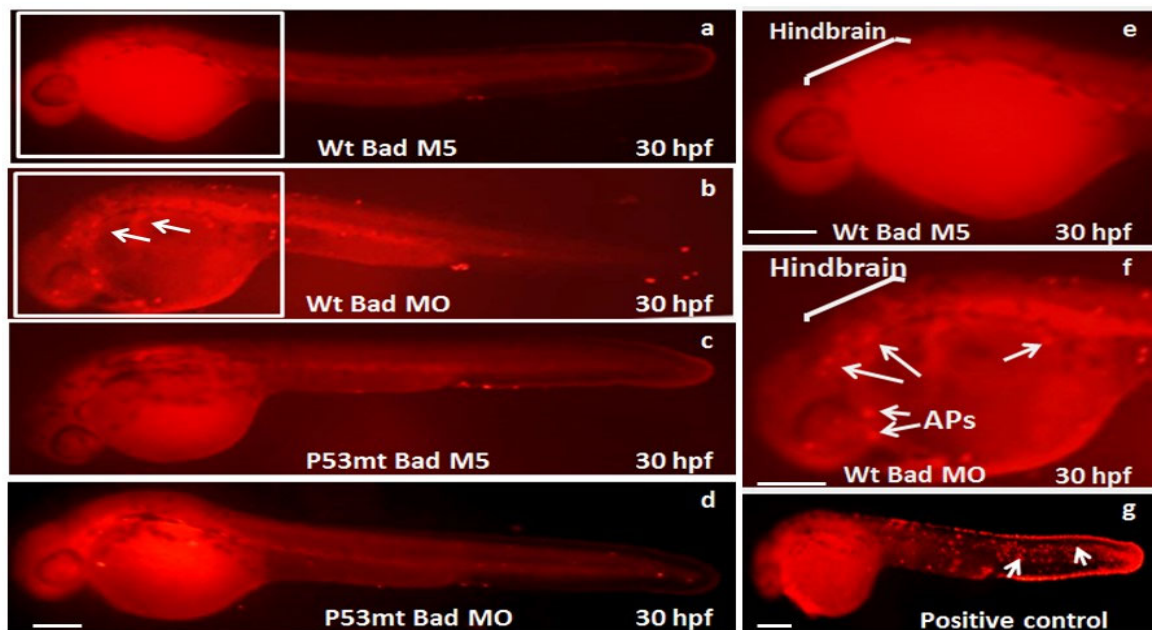 a
Wt Bad M5 30 hpf
b
Wt Bad MO 30 hpf
c
P53mt Bad M5 30 hpf
d
P53mt Bad MO 30 hpf
e
Hindbrain
Wt Bad M5 30 hpf
f
Hindbrain
APs
Wt Bad MO 30 hpf
g
Positive control